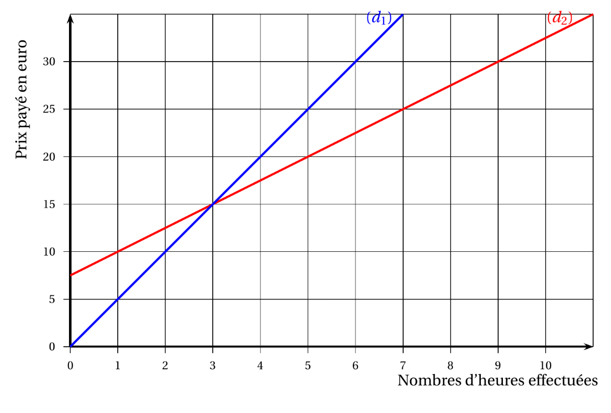 (d₁)
(d₂)
Prix payé en euro
30
25
20
15
10
5
0
0 1 2 3 4 5 6 7 8 9 10
Nombres d'heures effectuées